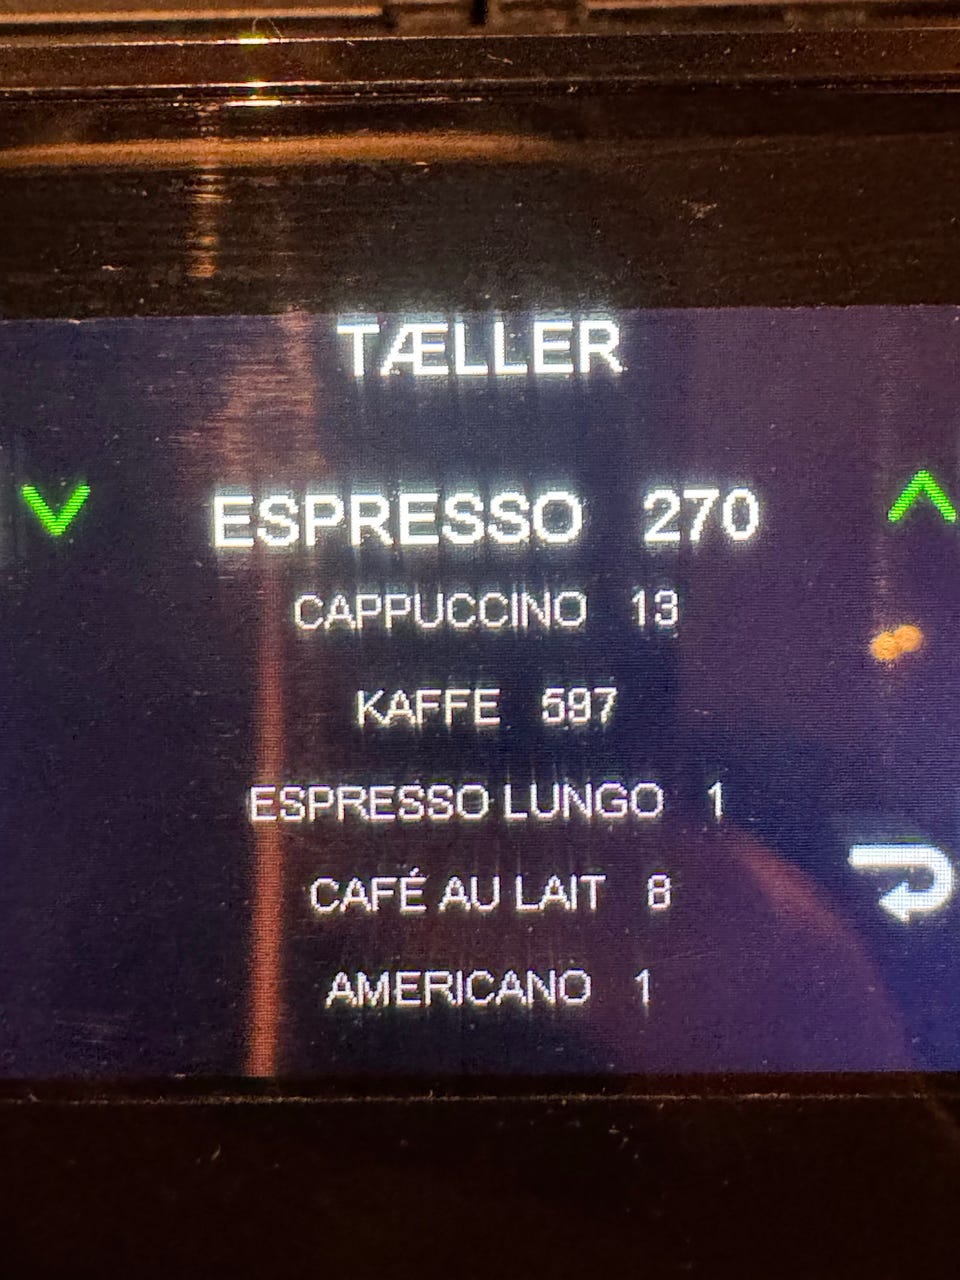 TÆLLER
ESPRESSO 270
CAPPUCCINO 13
KAFFE 597
ESPRESSO LUNGO 1
CAFÉ AU LAIT 8
AMERICANO 1